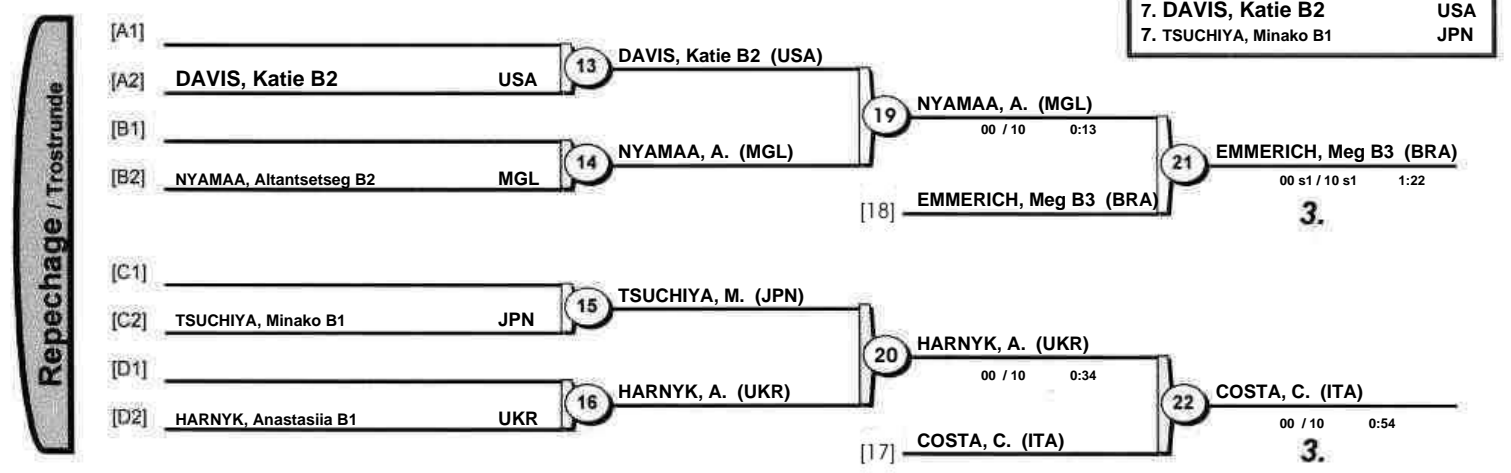 7. DAVIS, Katie B2 USA
7. TSUCHIYA, Minako B1 JPN
Repechage / Trostrunde
[A1]
[A2] DAVIS, Katie B2 USA
13 DAVIS, Katie B2 (USA)
[B1]
[B2] NYAMAA, Altantsetseg B2 MGL
14 NYAMAA, A. (MGL)
19 NYAMAA, A. (MGL)
00 / 10 0:13
[18] EMMERICH, Meg B3 (BRA)
21 EMMERICH, Meg B3 (BRA)
00 s1 / 10 s1 1:22
3.
[C1]
[C2] TSUCHIYA, Minako B1 JPN
15 TSUCHIYA, M. (JPN)
[D1]
[D2] HARNYK, Anastasiia B1 UKR
16 HARNYK, A. (UKR)
20 HARNYK, A. (UKR)
00 / 10 0:34
[17] COSTA, C. (ITA)
22 COSTA, C. (ITA)
00 / 10 0:54
3.